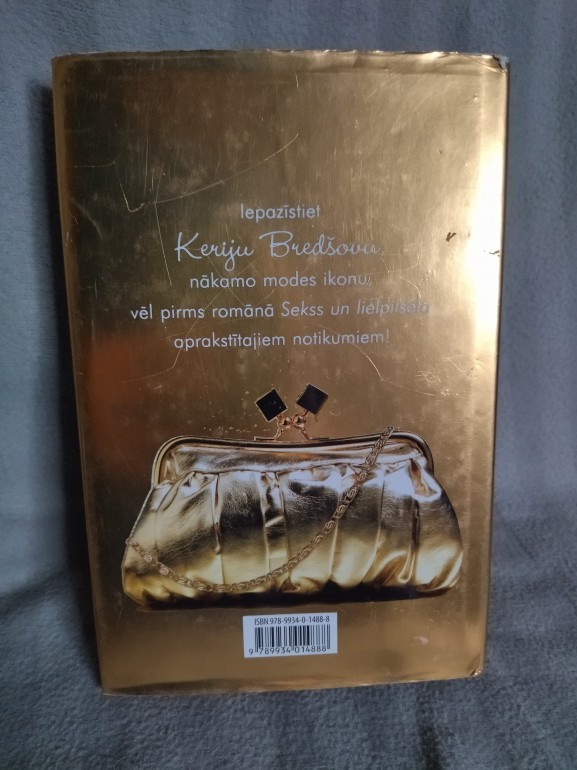 Iepazīstiet
Keriju Bredšovu,
nākamo modes ikonu,
vēl pirms romānā Sekss un lielpilsēta
aprakstītajiem notikumiem!
ISBN 978-9934-0-1488-8
9 789934 014888